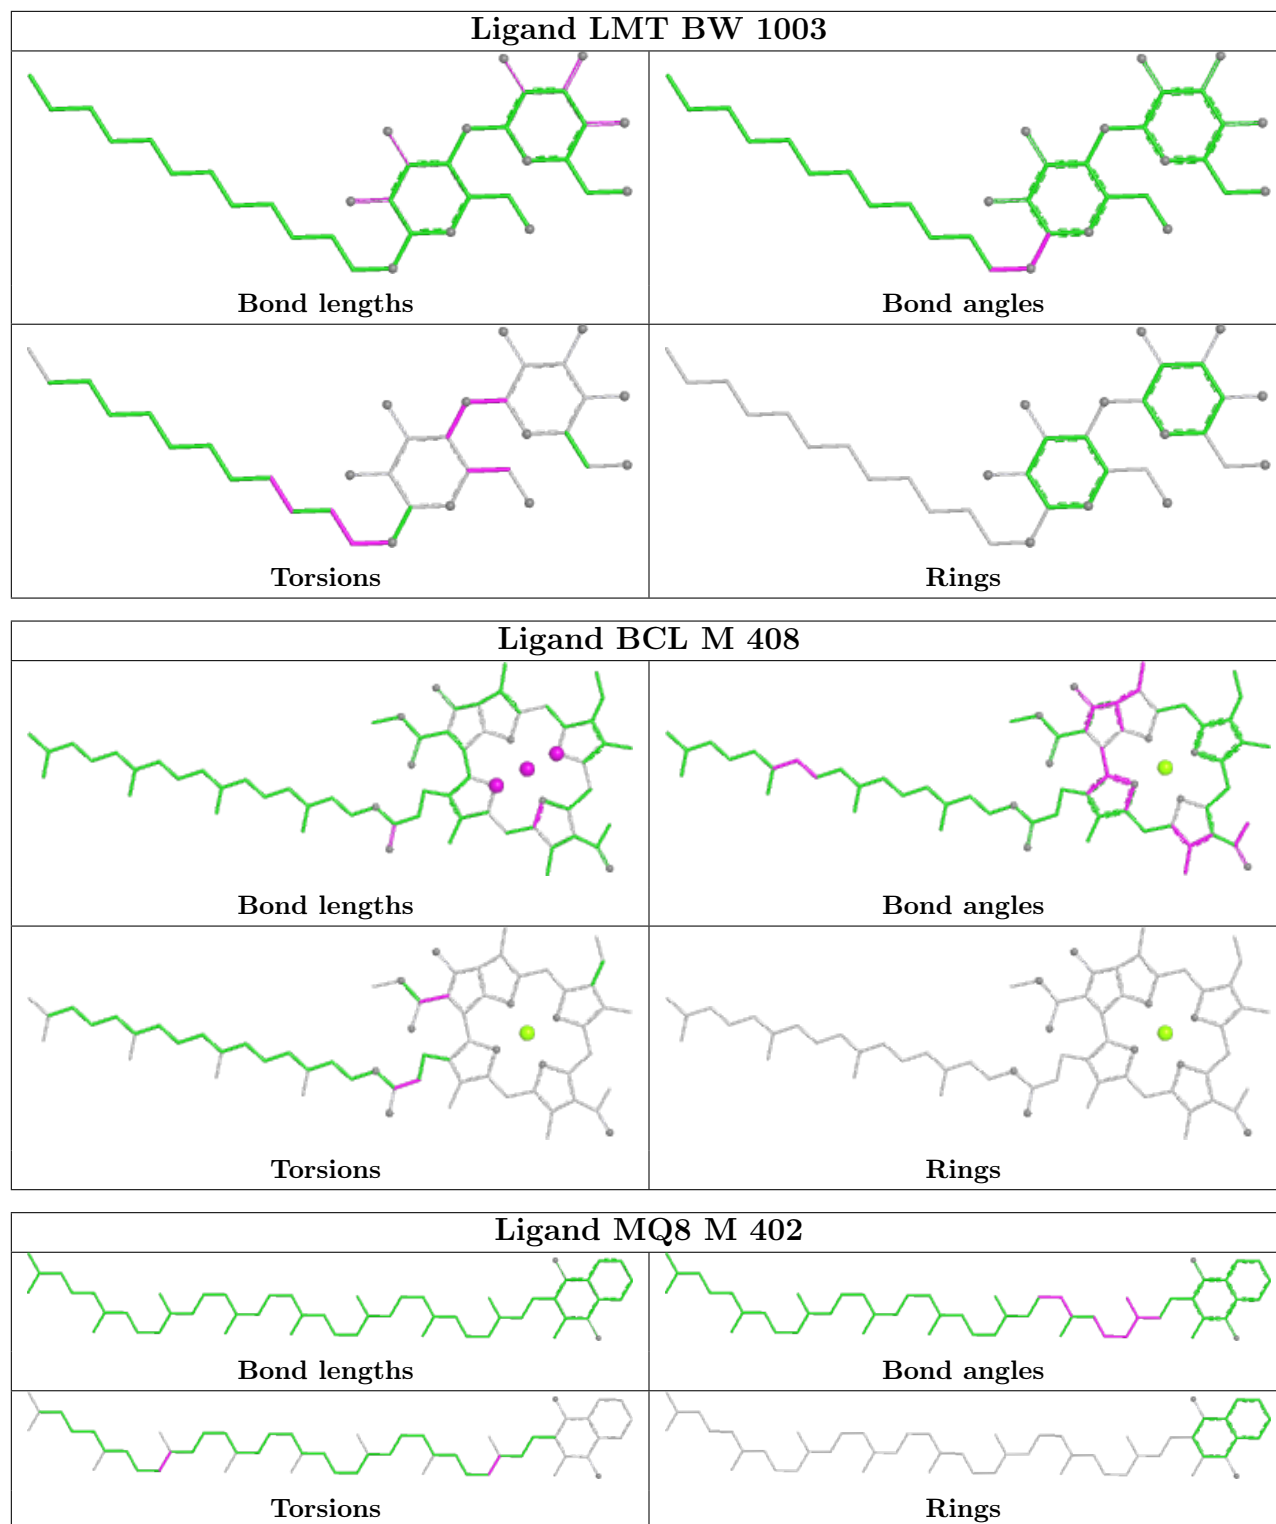 Ligand LMT BW 1003
Bond lengths
Bond angles
Torsions
Rings
Ligand BCL M 408
Bond lengths
Bond angles
Torsions
Rings
Ligand MQ8 M 402
Bond lengths
Bond angles
Torsions
Rings